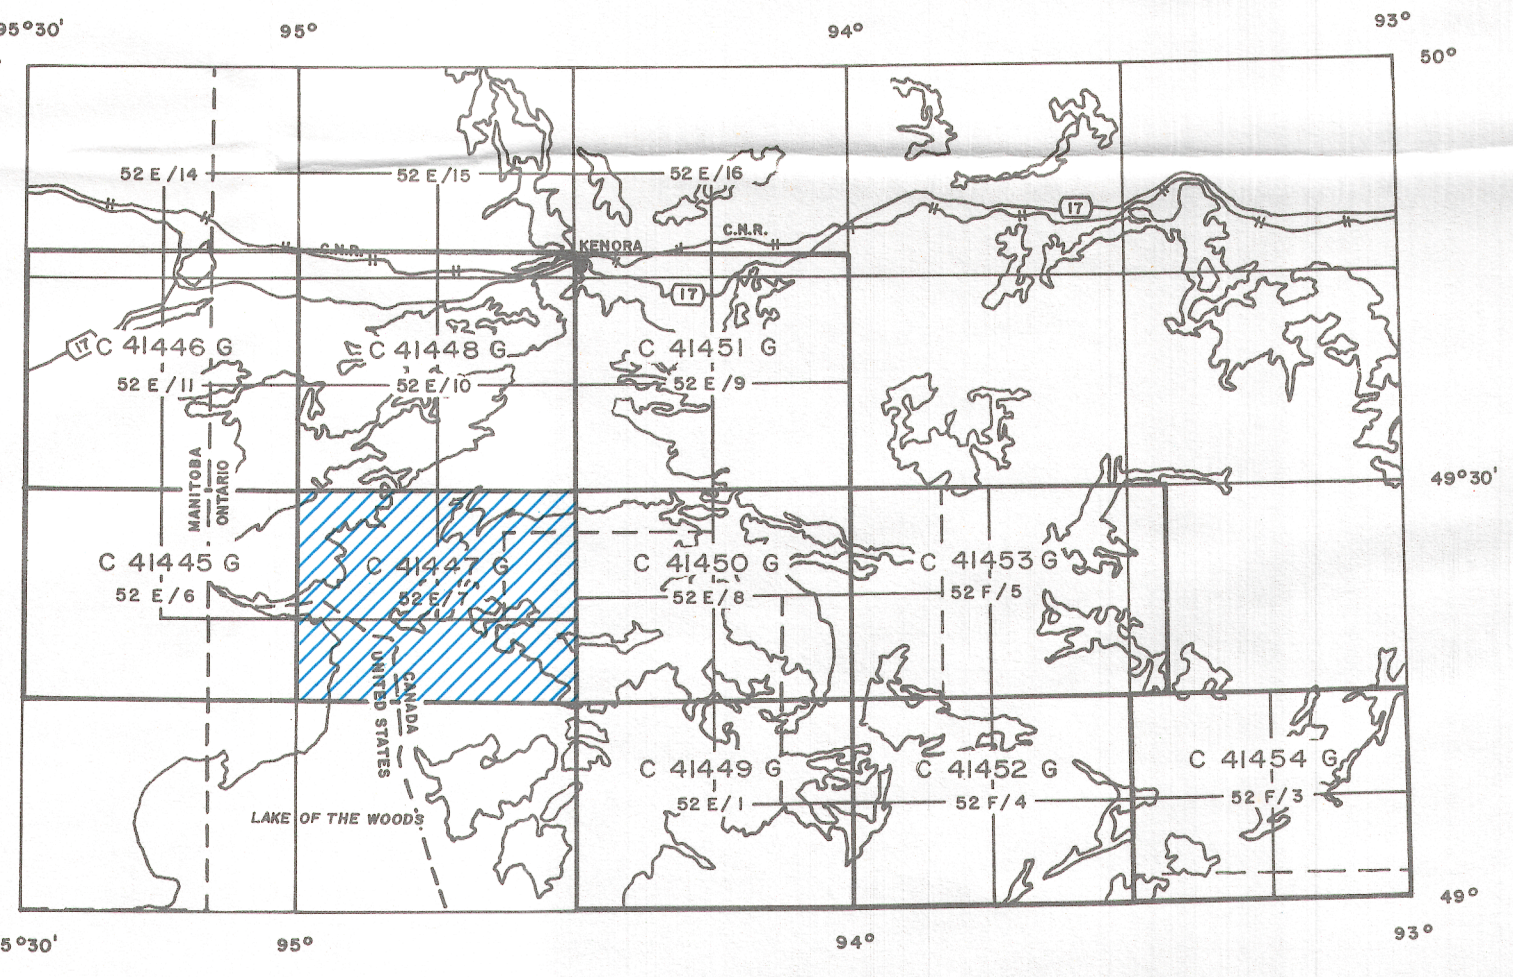 95°30'
95°
94°
93°
50°
52 E/14
52 E/15
52 E/16
17
C.N.R.
C.N.R.
KENORA
17
17
C 41446 G
C 41448 G
C 41451 G
52 E/11
52 E/10
52 E/9
MANITOBA
ONTARIO
49°30'
C 41445 G
C 41447 G
C 41450 G
C 41453 G
52 E/6
52 E/7
52 E/8
52 F/5
CANADA
UNITED STATES
C 41449 G
C 41452 G
C 41454 G
52 E/1
52 F/4
52 F/3
LAKE OF THE WOODS
49°
5°30'
95°
94°
93°